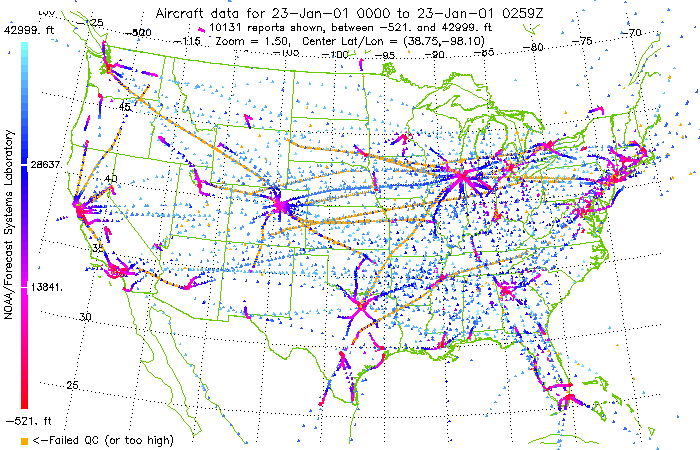 Aircraft data for 23-Jan-01 0000 to 23-Jan-01 0259Z
10131 reports shown, between -521. and 42999. ft
Zoom = 1.50, Center Lat/Lon = (38.75,-98.10)
-125
-115
-105
-95
-90
-85
-80
-75
-70
42999. ft
28637.
13841.
-521. ft
NOAA/Forecast Systems Laboratory
45
40
35
30
25
<-Failed QC (or too high)